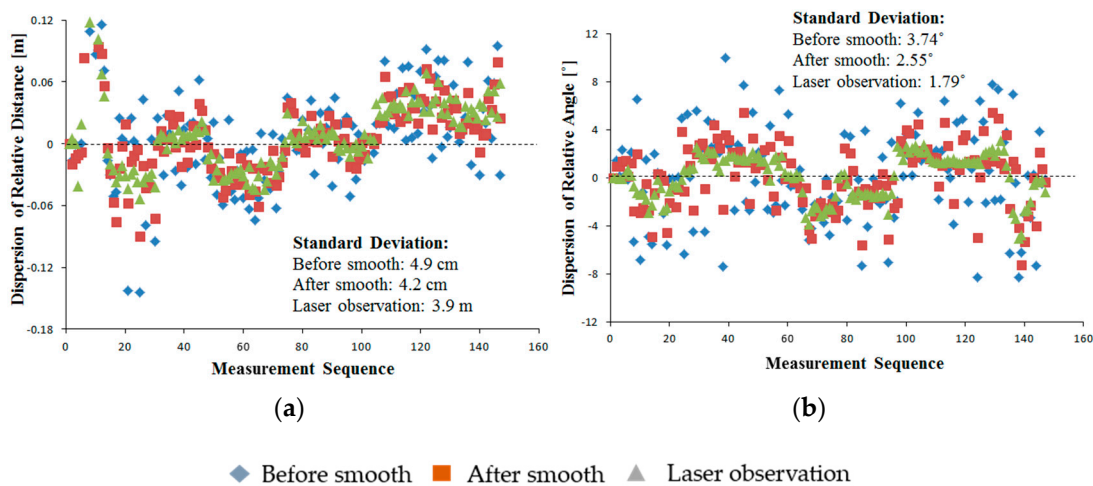 Dispersion of Relative Distance [m]
0.12
0.06
0
-0.06
-0.12
-0.18
0 20 40 60 80 100 120 140 160
Measurement Sequence
Standard Deviation:
Before smooth: 4.9 cm
After smooth: 4.2 cm
Laser observation: 3.9 m
(a)
Dispersion of Relative Angle [˚]
12
8
4
0
-4
-8
-12
0 20 40 60 80 100 120 140 160
Measurement Sequence
Standard Deviation:
Before smooth: 3.74˚
After smooth: 2.55˚
Laser observation: 1.79˚
(b)
Before smooth After smooth Laser observation